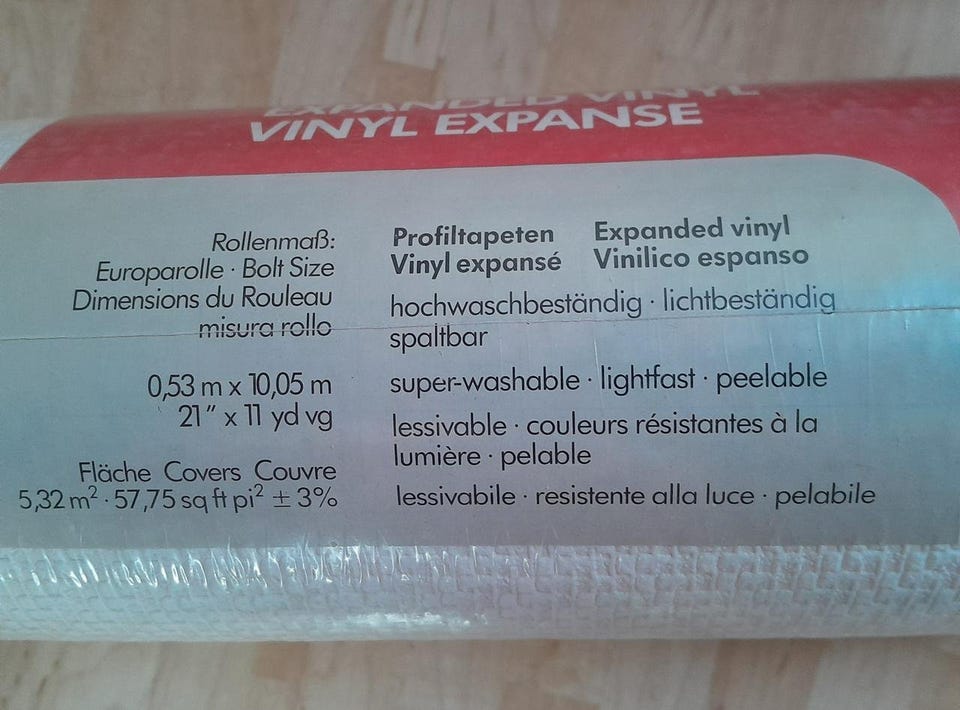 EXPANDED VINYL
VINYL EXPANSE
Rollenmaß:
Europarolle · Bolt Size
Dimensions du Rouleau
misura rollo
0,53 m x 10,05 m
21" x 11 yd vg
Fläche Covers Couvre
5,32 m² · 57,75 sq ft pi² ± 3%
Profiltapeten Expanded vinyl
Vinyl expansé Vinilico espanso
hochwaschbeständig · lichtbeständig
spaltbar
super-washable · lightfast · peelable
lessivable · couleurs résistantes à la
lumière · pelable
lessivabile · resistente alla luce · pelabile